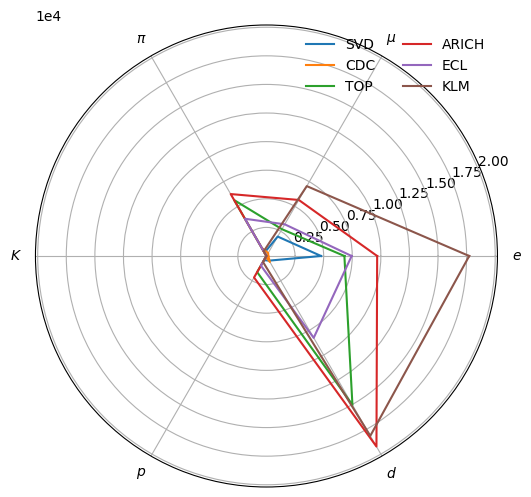 1e4
π
μ
SVD
CDC
TOP
ARICH
ECL
KLM
2.00
1.75
1.50
1.25
1.00
0.75
0.50
0.25
K
e
p
d